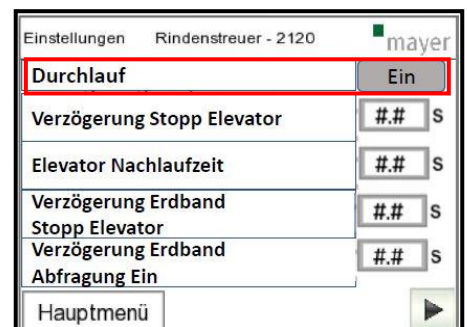 Einstellungen Rindenstreuer - 2120 mayer
Durchlauf Ein
Verzögerung Stopp Elevator #.# s
Elevator Nachlaufzeit #.# s
Verzögerung Erdband
Stopp Elevator #.# s
Verzögerung Erdband
Abfragung Ein #.# s
Hauptmenü